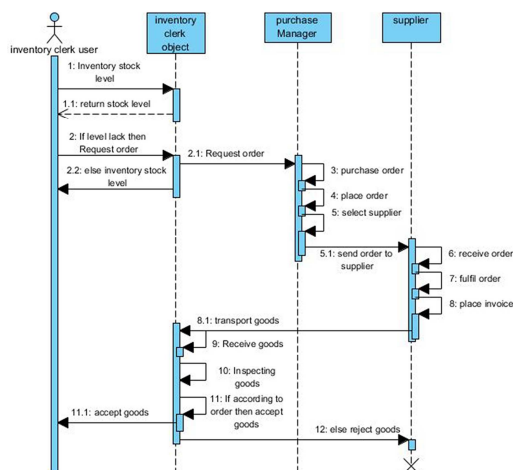 inventory
clerk
object
purchase
Manager
supplier
inventory clerk user
1: Inventory stock
level
1.1: return stock level
2: If level lack then
Request order
2.1: Request order
2.2: else inventory stock
level
3: purchase order
4: place order
5: select supplier
5.1: send order to
supplier
6: receive order
7: fulfil order
8: place invoice
8.1: transport goods
9: Receive goods
10: Inspecting
goods
11: If according to
order then accept
goods
11.1: accept goods
12: else reject goods